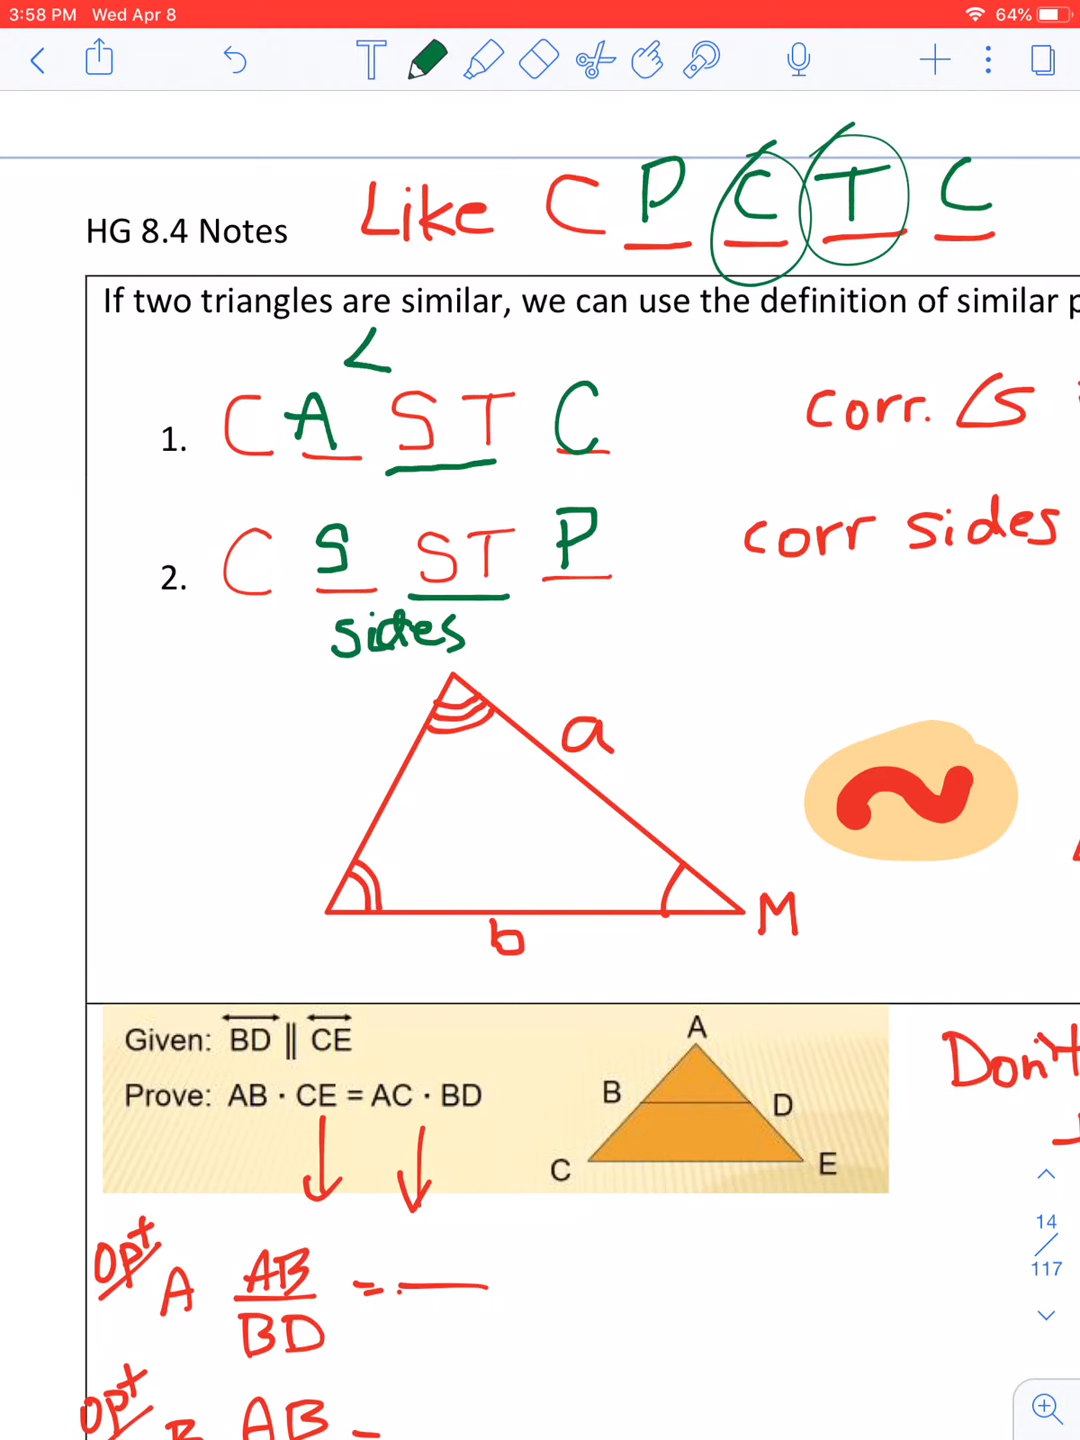 3:58 PM Wed Apr 8
64%
Like C P C T C
HG 8.4 Notes
If two triangles are similar, we can use the definition of similar
<
1. C A S T C
corr. ∠s
2. C S S T P
corr sides
sides
a
~
M
b
Given: BD || CE
Prove: AB · CE = AC · BD
A
B
D
C
E
Don't
14
/
117
Opt
A AB/BD =
Opt
B AB =